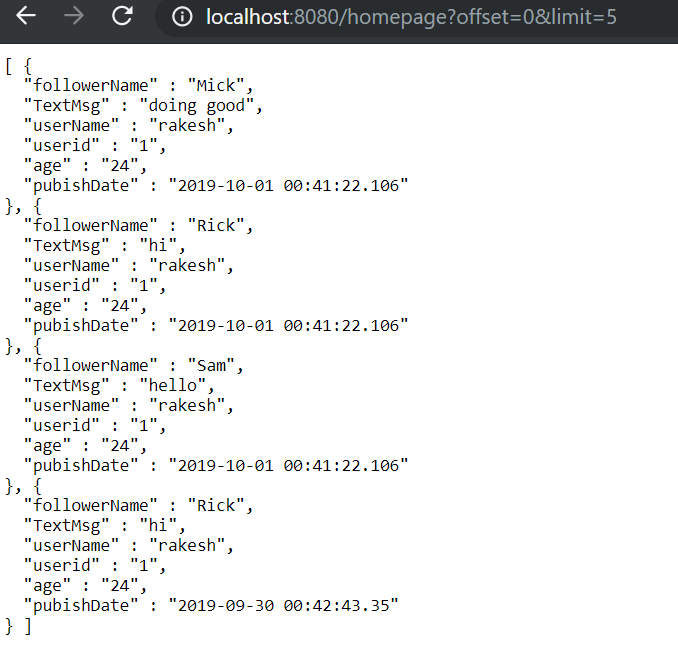 localhost:8080/homepage?offset=0&limit=5
[ {
"followerName" : "Mick",
"TextMsg" : "doing good",
"userName" : "rakesh",
"userid" : "1",
"age" : "24",
"pubishDate" : "2019-10-01 00:41:22.106"
}, {
"followerName" : "Rick",
"TextMsg" : "hi",
"userName" : "rakesh",
"userid" : "1",
"age" : "24",
"pubishDate" : "2019-10-01 00:41:22.106"
}, {
"followerName" : "Sam",
"TextMsg" : "hello",
"userName" : "rakesh",
"userid" : "1",
"age" : "24",
"pubishDate" : "2019-10-01 00:41:22.106"
}, {
"followerName" : "Rick",
"TextMsg" : "hi",
"userName" : "rakesh",
"userid" : "1",
"age" : "24",
"pubishDate" : "2019-09-30 00:42:43.35"
} ]